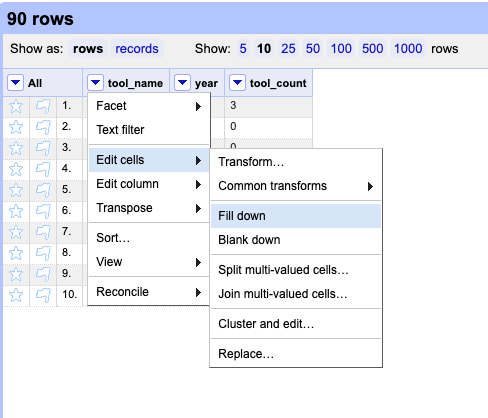 90 rows
Show as: rows records Show: 5 10 25 50 100 500 1000 rows
All tool_name year tool_count
1. 3
2. 0
3. 0
4.
5.
6.
7.
8.
9.
10.
Facet
Text filter
Edit cells
Edit column
Transpose
Sort...
View
Reconcile
Transform...
Common transforms
Fill down
Blank down
Split multi-valued cells...
Join multi-valued cells...
Cluster and edit...
Replace...